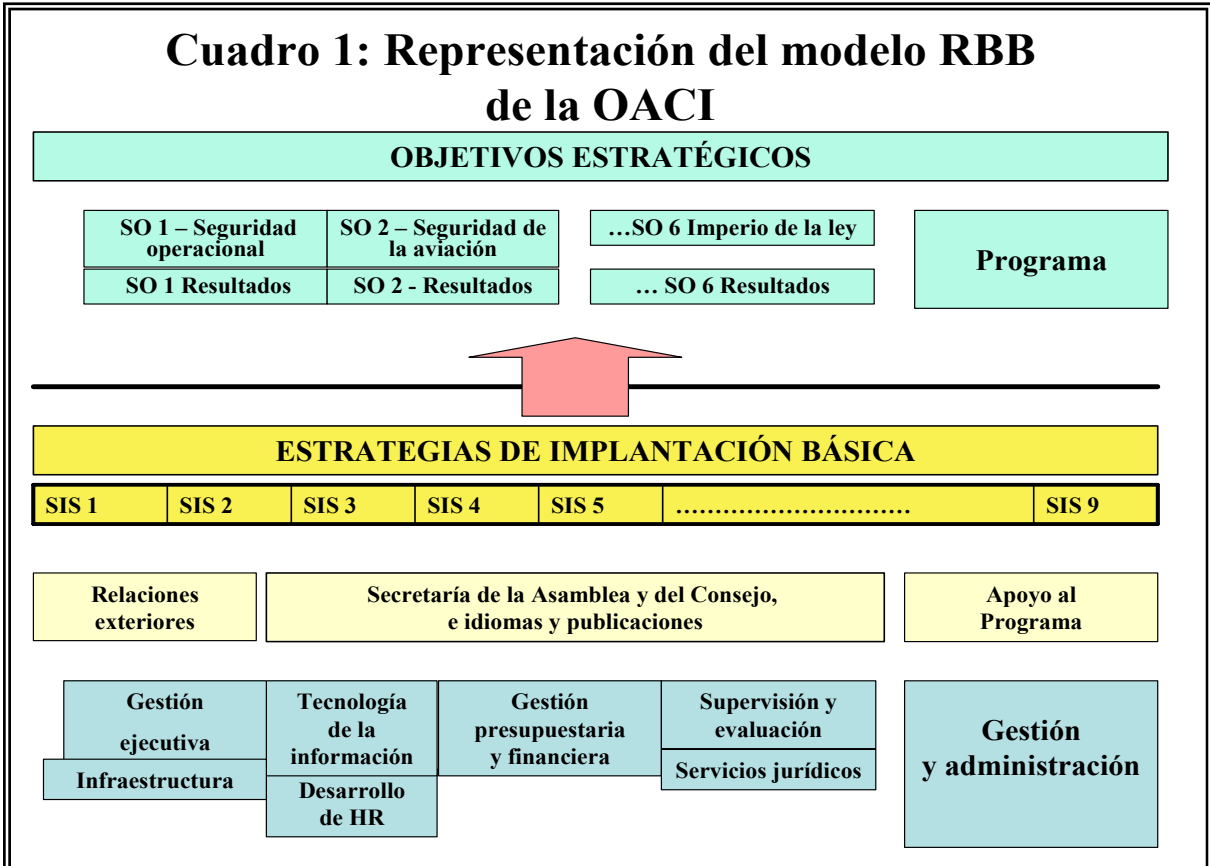 Cuadro 1: Representación del modelo RBB
de la OACI
OBJETIVOS ESTRATÉGICOS
SO 1 – Seguridad
operacional
SO 2 – Seguridad de
la aviación
…SO 6 Imperio de la ley
Programa
SO 1 Resultados
SO 2 - Resultados
… SO 6 Resultados
ESTRATEGIAS DE IMPLANTACIÓN BÁSICA
SIS 1
SIS 2
SIS 3
SIS 4
SIS 5
…………………………
SIS 9
Relaciones
exteriores
Secretaría de la Asamblea y del Consejo,
e idiomas y publicaciones
Apoyo al
Programa
Gestión
ejecutiva
Infraestructura
Tecnología
de la
información
Desarrollo
de HR
Gestión
presupuestaria
y financiera
Supervisión y
evaluación
Servicios jurídicos
Gestión
y administración